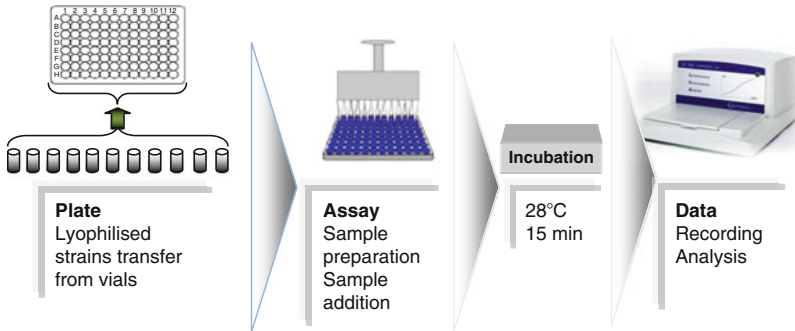 1 2 3 4 5 6 7 8 9 10 11 12
A
B
C
D
E
F
G
H
Plate
Lyophilised
strains transfer
from vials
Assay
Sample
preparation
Sample
addition
Incubation
28°C
15 min
Data
Recording
Analysis